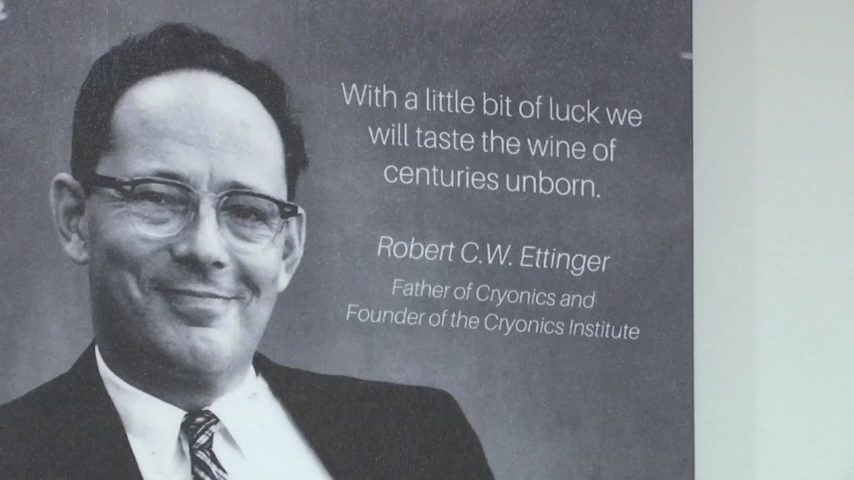 With a little bit of luck we
will taste the wine of
centuries unborn.
Robert C.W. Ettinger
Father of Cryonics and
Founder of the Cryonics Institute